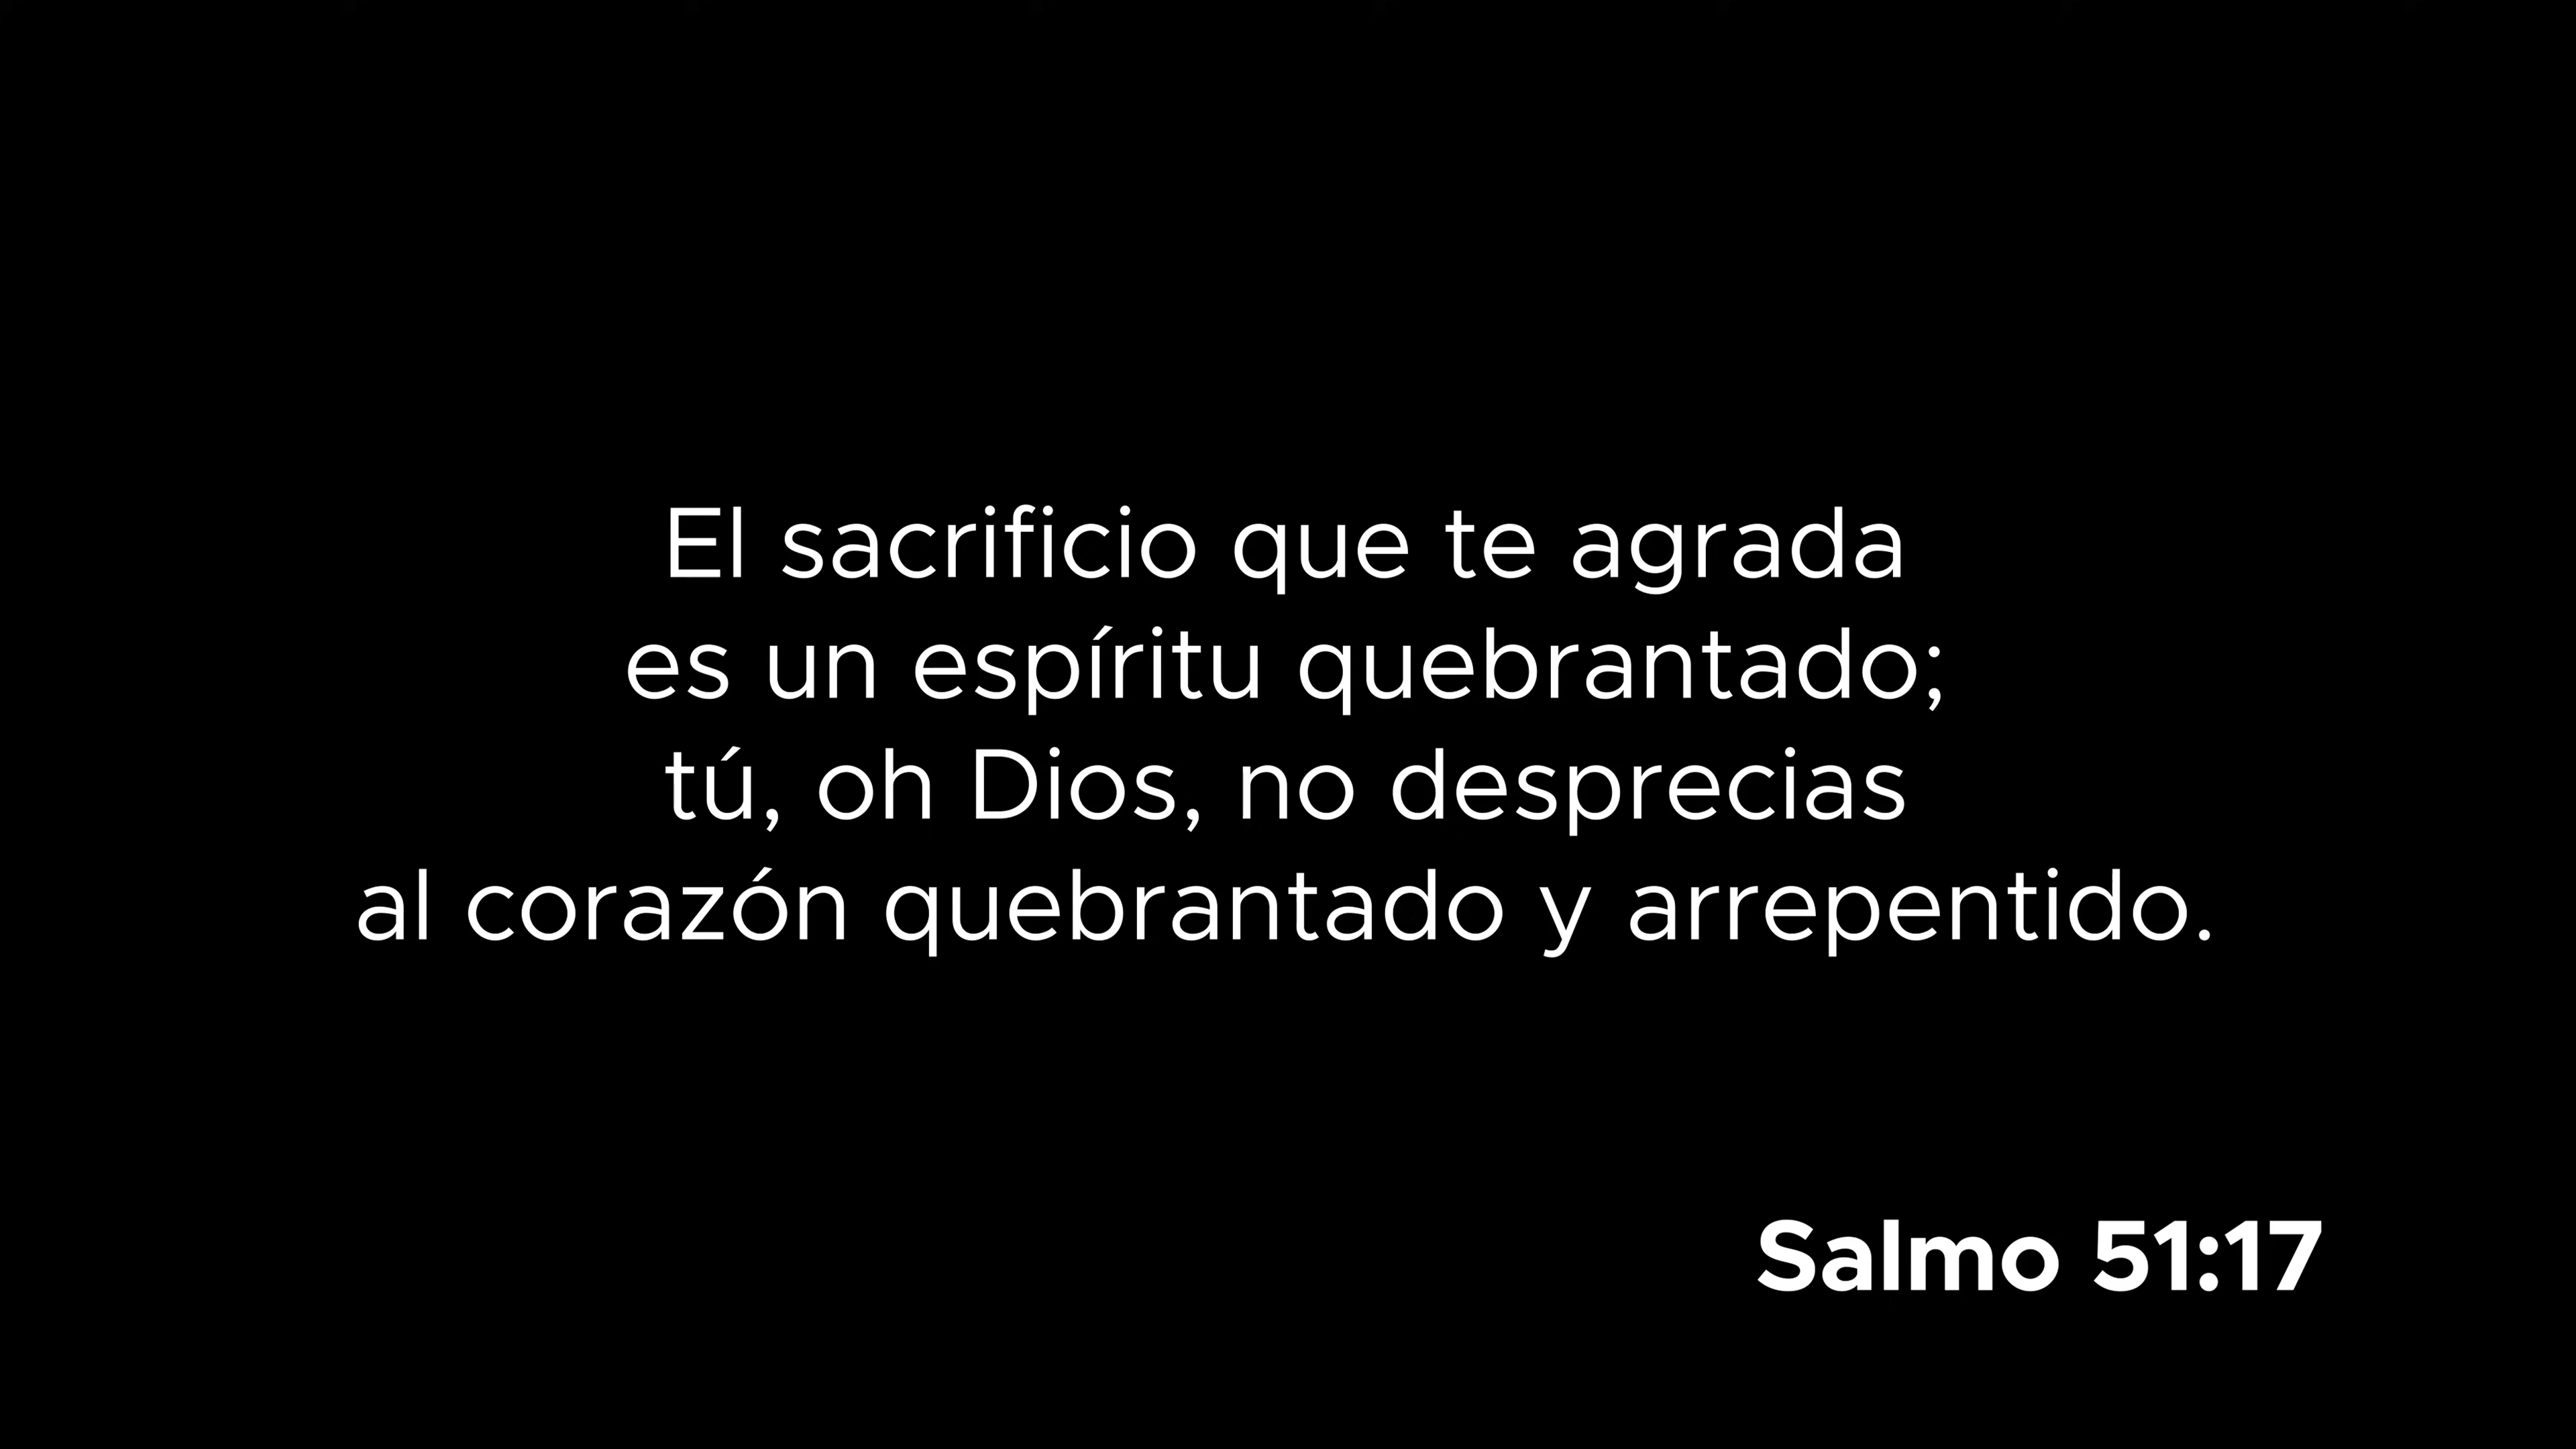 El sacrificio que te agrada
es un espíritu quebrantado;
tú, oh Dios, no desprecias
al corazón quebrantado y arrepentido.
Salmo 51:17